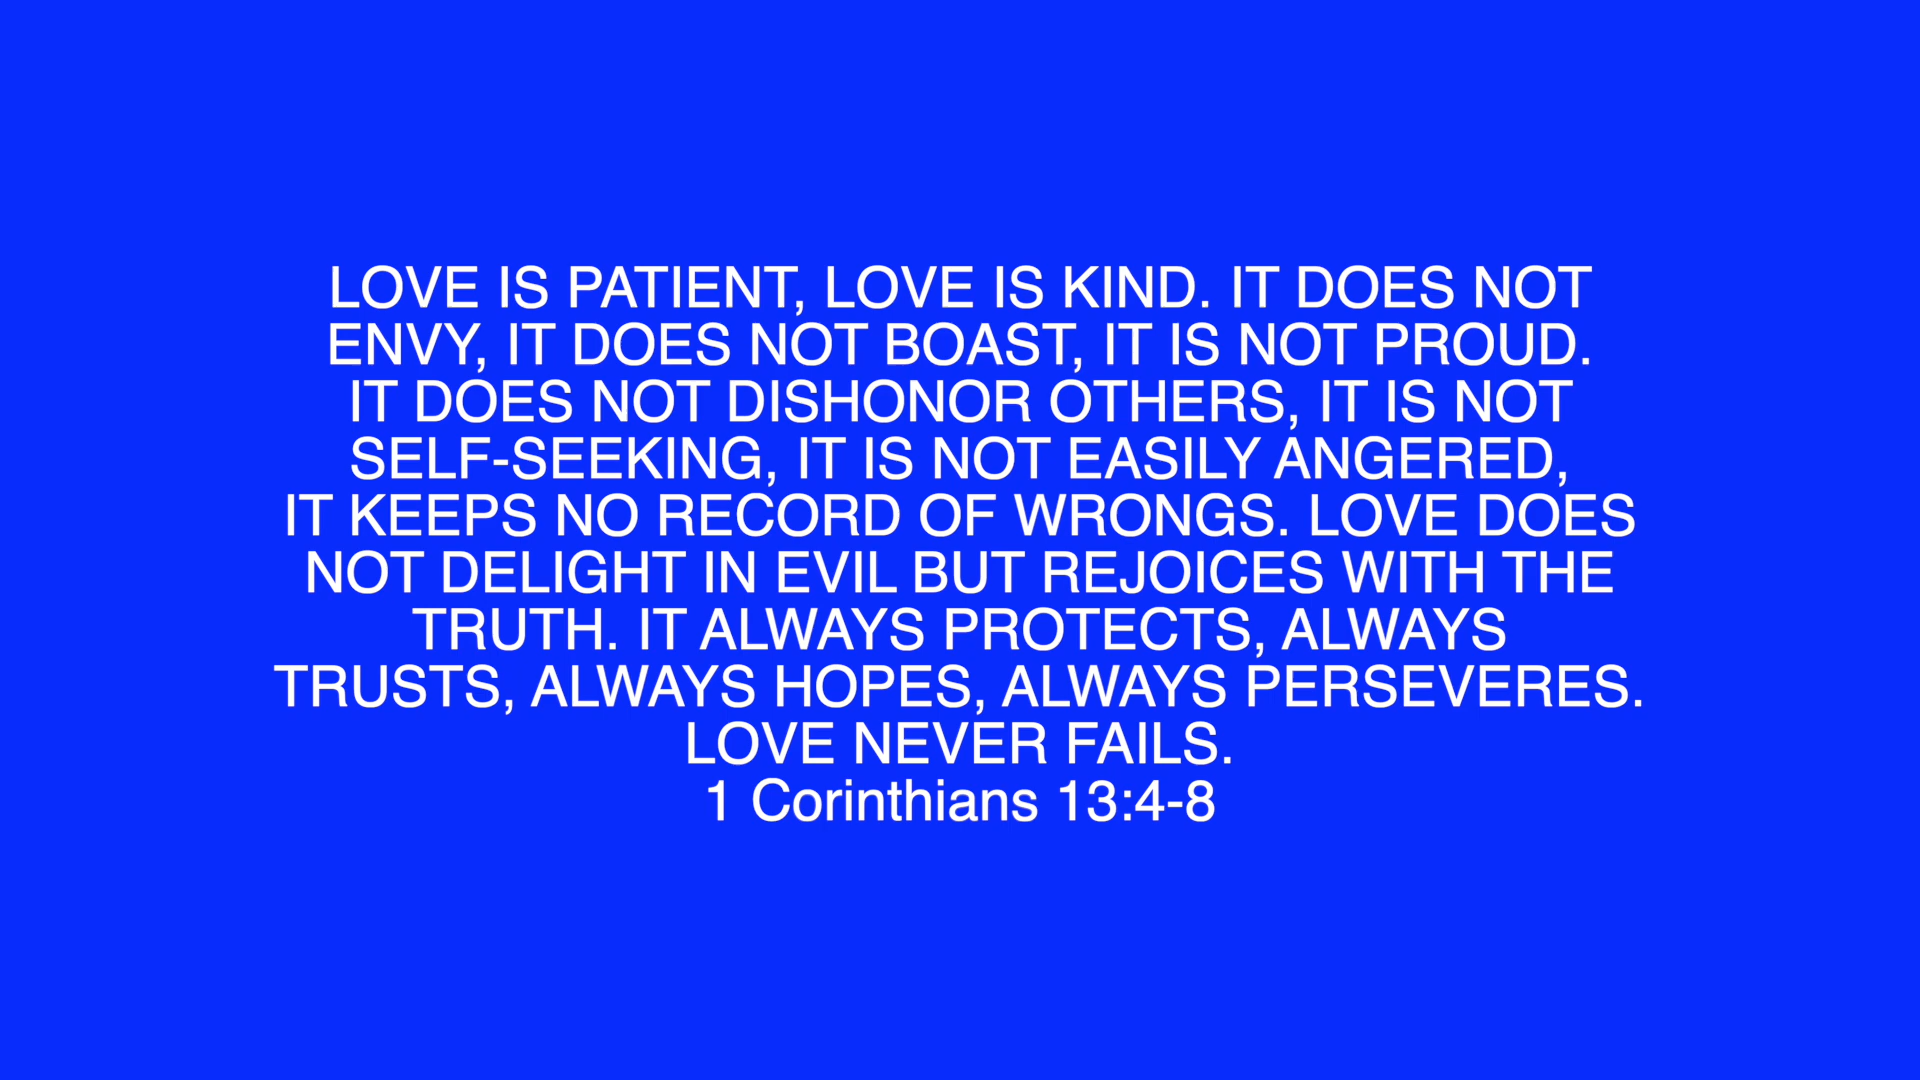 LOVE IS PATIENT, LOVE IS KIND. IT DOES NOT
ENVY, IT DOES NOT BOAST, IT IS NOT PROUD.
IT DOES NOT DISHONOR OTHERS, IT IS NOT
SELF-SEEKING, IT IS NOT EASILY ANGERED,
IT KEEPS NO RECORD OF WRONGS. LOVE DOES
NOT DELIGHT IN EVIL BUT REJOICES WITH THE
TRUTH. IT ALWAYS PROTECTS, ALWAYS
TRUSTS, ALWAYS HOPES, ALWAYS PERSEVERES.
LOVE NEVER FAILS.
1 Corinthians 13:4-8